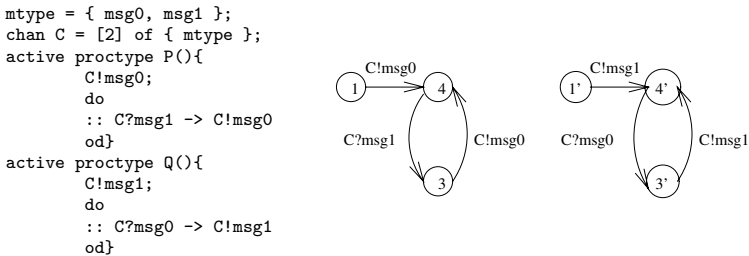 mtype = { msg0, msg1 };
chan C = [2] of { mtype };
active proctype P(){
C!msg0;
do
:: C?msg1 -> C!msg0
od}
active proctype Q(){
C!msg1;
do
:: C?msg0 -> C!msg1
od}
C!msg0
1
4
C?msg1
C!msg0
3
C!msg1
1'
4'
C?msg0
C!msg1
3'